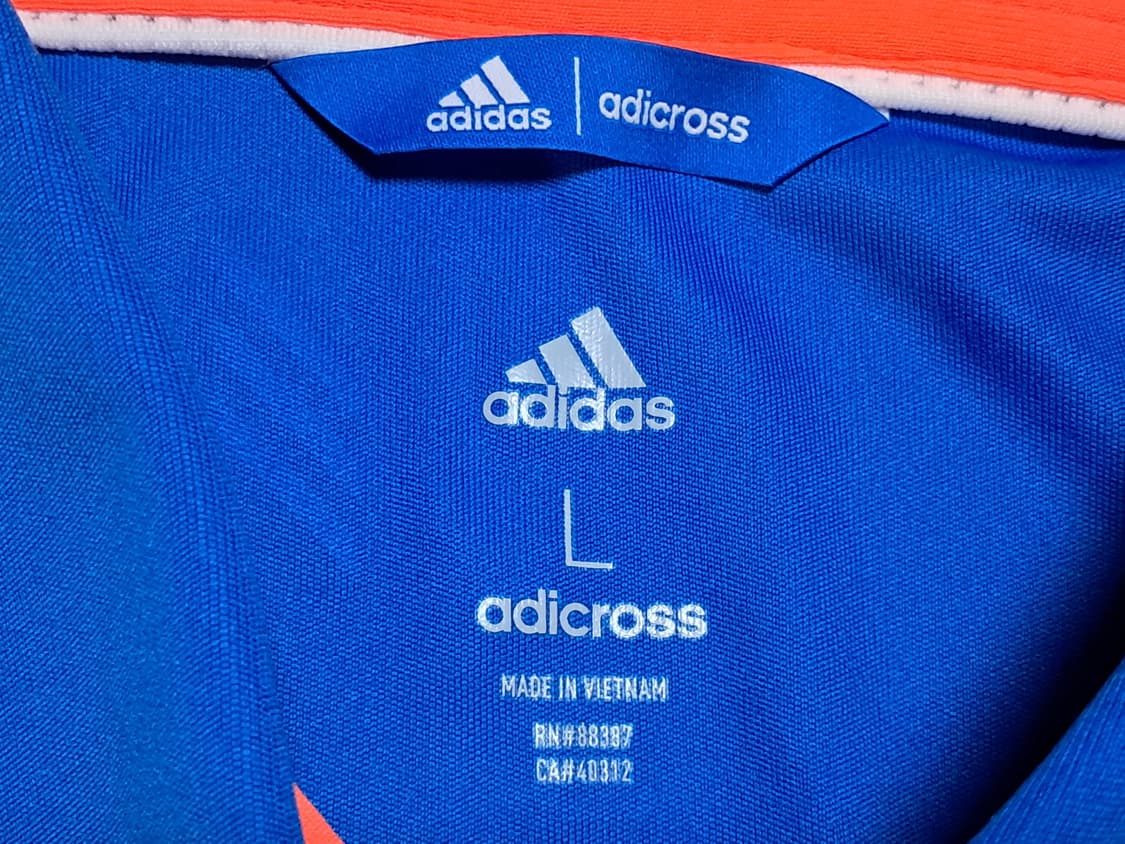 adidas | adicross
adidas
L
adicross
MADE IN VIETNAM
RN#88387
CA#40312